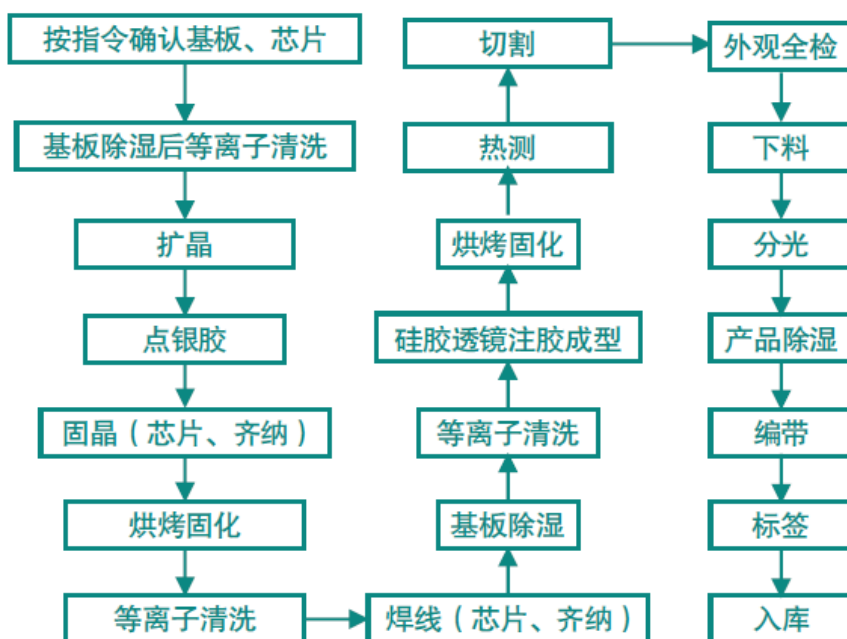 按指令确认基板、芯片
基板除湿后等离子清洗
扩晶
点银胶
固晶（芯片、齐纳）
烘烤固化
等离子清洗
焊线（芯片、齐纳）
基板除湿
等离子清洗
硅胶透镜注胶成型
烘烤固化
热测
切割
外观全检
下料
分光
产品除湿
编带
标签
入库